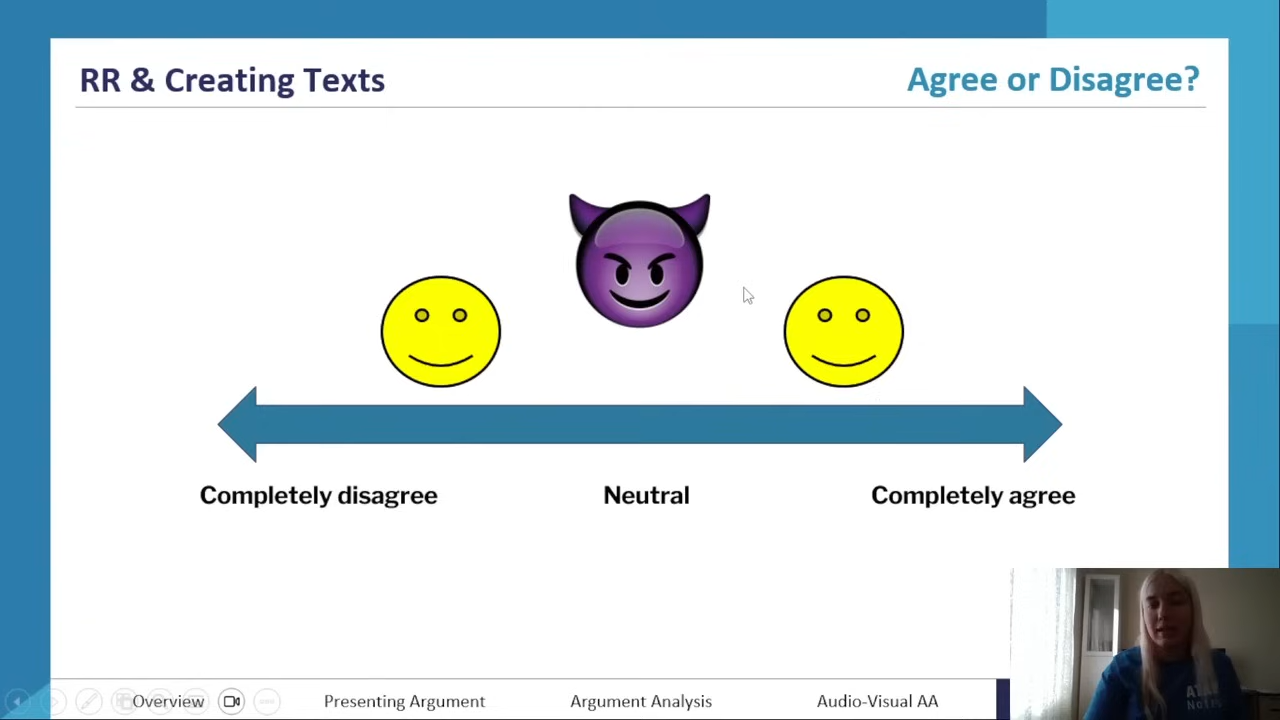 RR & Creating Texts
Agree or Disagree?
Completely disagree
Neutral
Completely agree
Overview
Presenting Argument
Argument Analysis
Audio-Visual AA